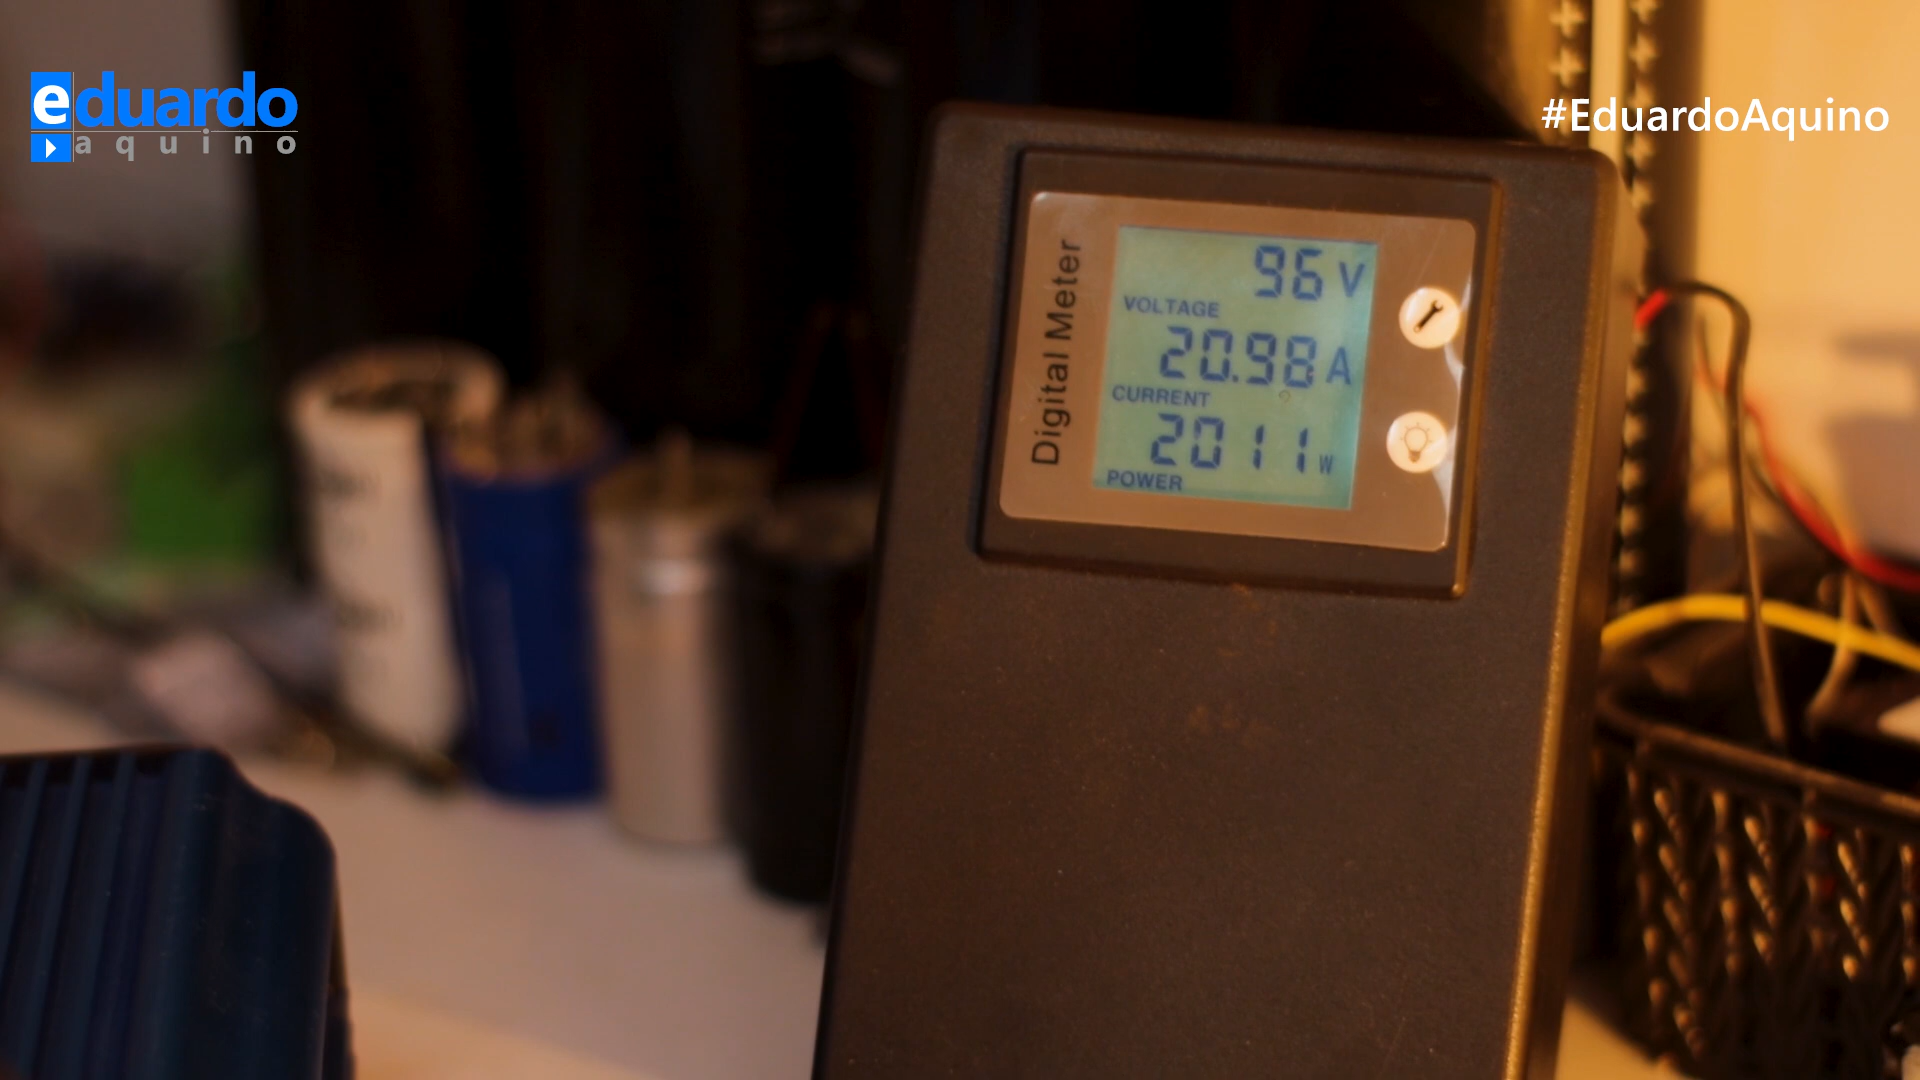 eduardo
aquino
#EduardoAquino
Digital Meter
96 V
VOLTAGE
20.98 A
CURRENT
2011 W
POWER